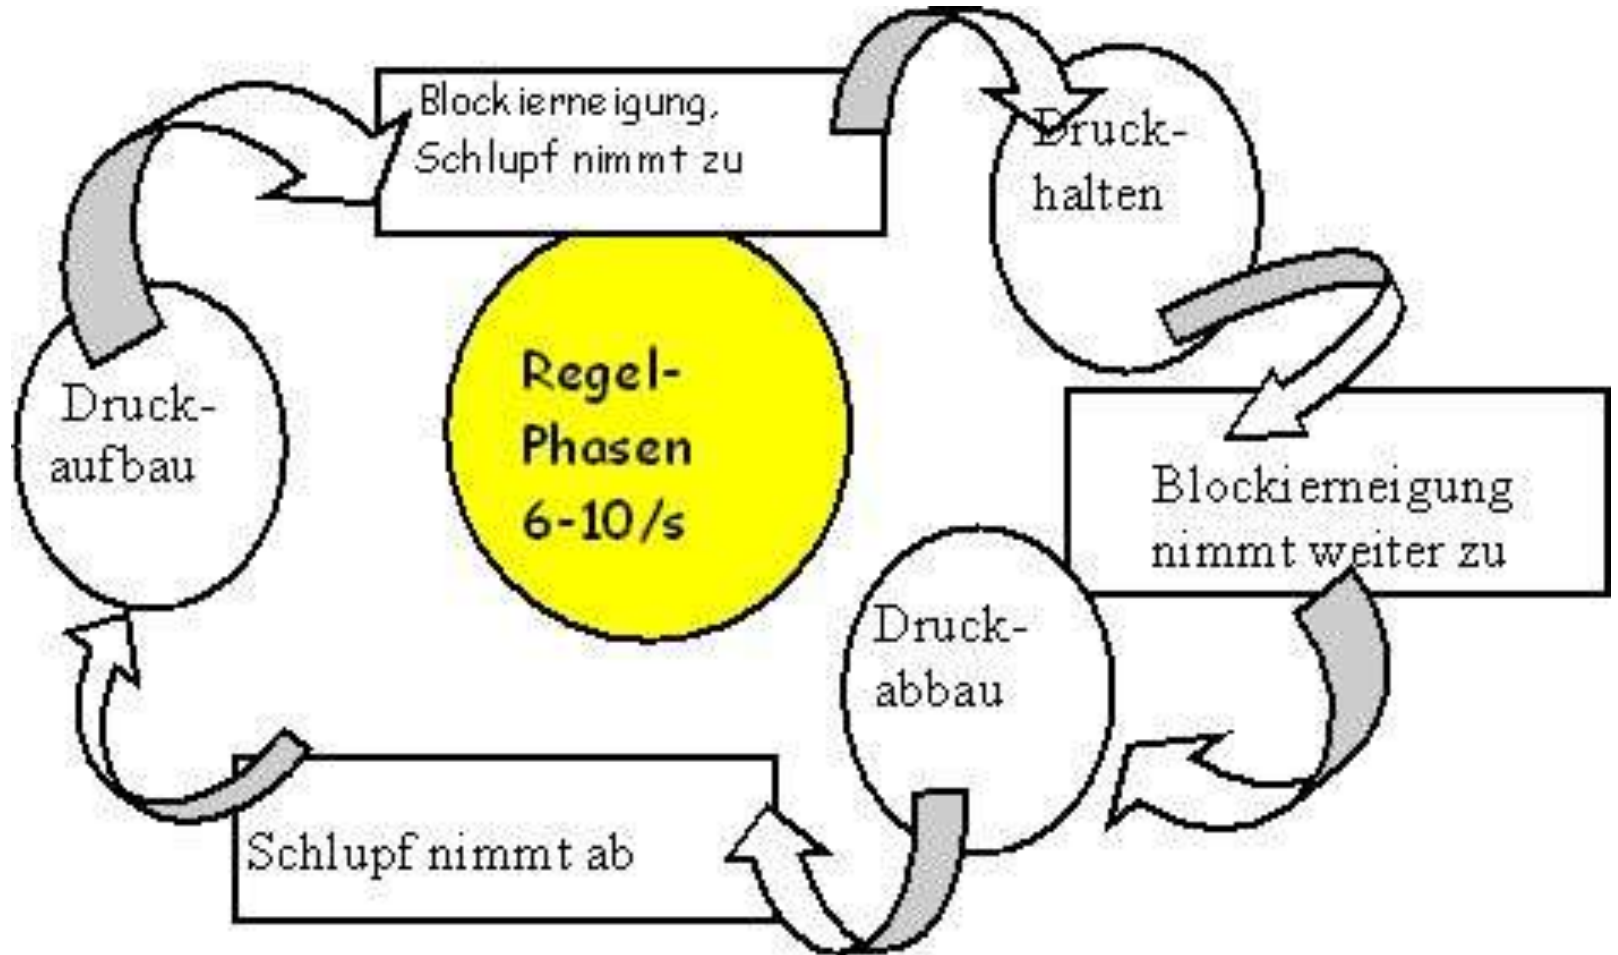 Blockierneigung,
Schlupf nimmt zu
Druck-
halten
Blockierneigung
nimmt weiter zu
Druck-
abbau
Schlupf nimmt ab
Druck-
aufbau
Regel-
Phasen
6-10/s